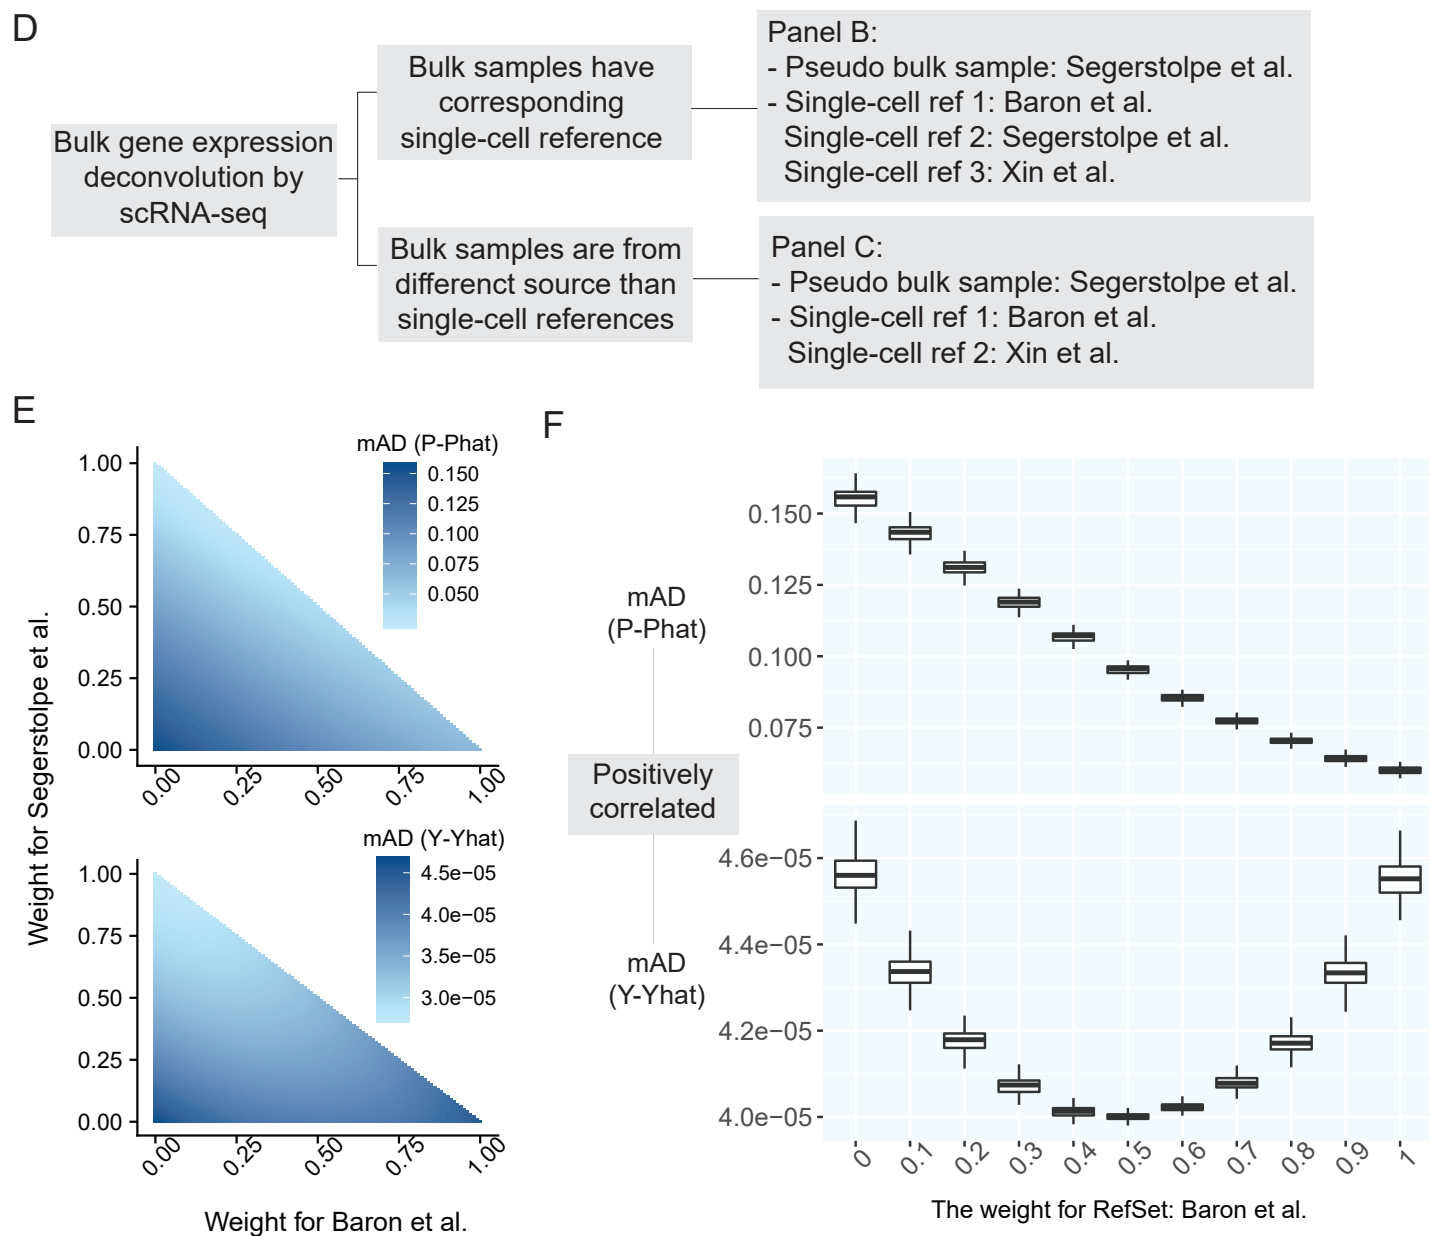 D
Bulk gene expression
deconvolution by
scRNA-seq
Bulk samples have
corresponding
single-cell reference
Bulk samples are from
differenct source than
single-cell references
Panel B:
- Pseudo bulk sample: Segerstolpe et al.
- Single-cell ref 1: Baron et al.
Single-cell ref 2: Segerstolpe et al.
Single-cell ref 3: Xin et al.
Panel C:
- Pseudo bulk sample: Segerstolpe et al.
- Single-cell ref 1: Baron et al.
Single-cell ref 2: Xin et al.
E
Weight for Segerstolpe et al.
mAD (P-Phat)
0.150
0.125
0.100
0.075
0.050
1.00
0.75
0.50
0.25
0.00
0.00 0.25 0.50 0.75 1.00
mAD (Y-Yhat)
4.5e−05
4.0e−05
3.5e−05
3.0e−05
1.00
0.75
0.50
0.25
0.00
0.00 0.25 0.50 0.75 1.00
Weight for Baron et al.
F
mAD
(P-Phat)
Positively
correlated
mAD
(Y-Yhat)
0.150
0.125
0.100
0.075
4.6e−05
4.4e−05
4.2e−05
4.0e−05
0 0.1 0.2 0.3 0.4 0.5 0.6 0.7 0.8 0.9 1
The weight for RefSet: Baron et al.